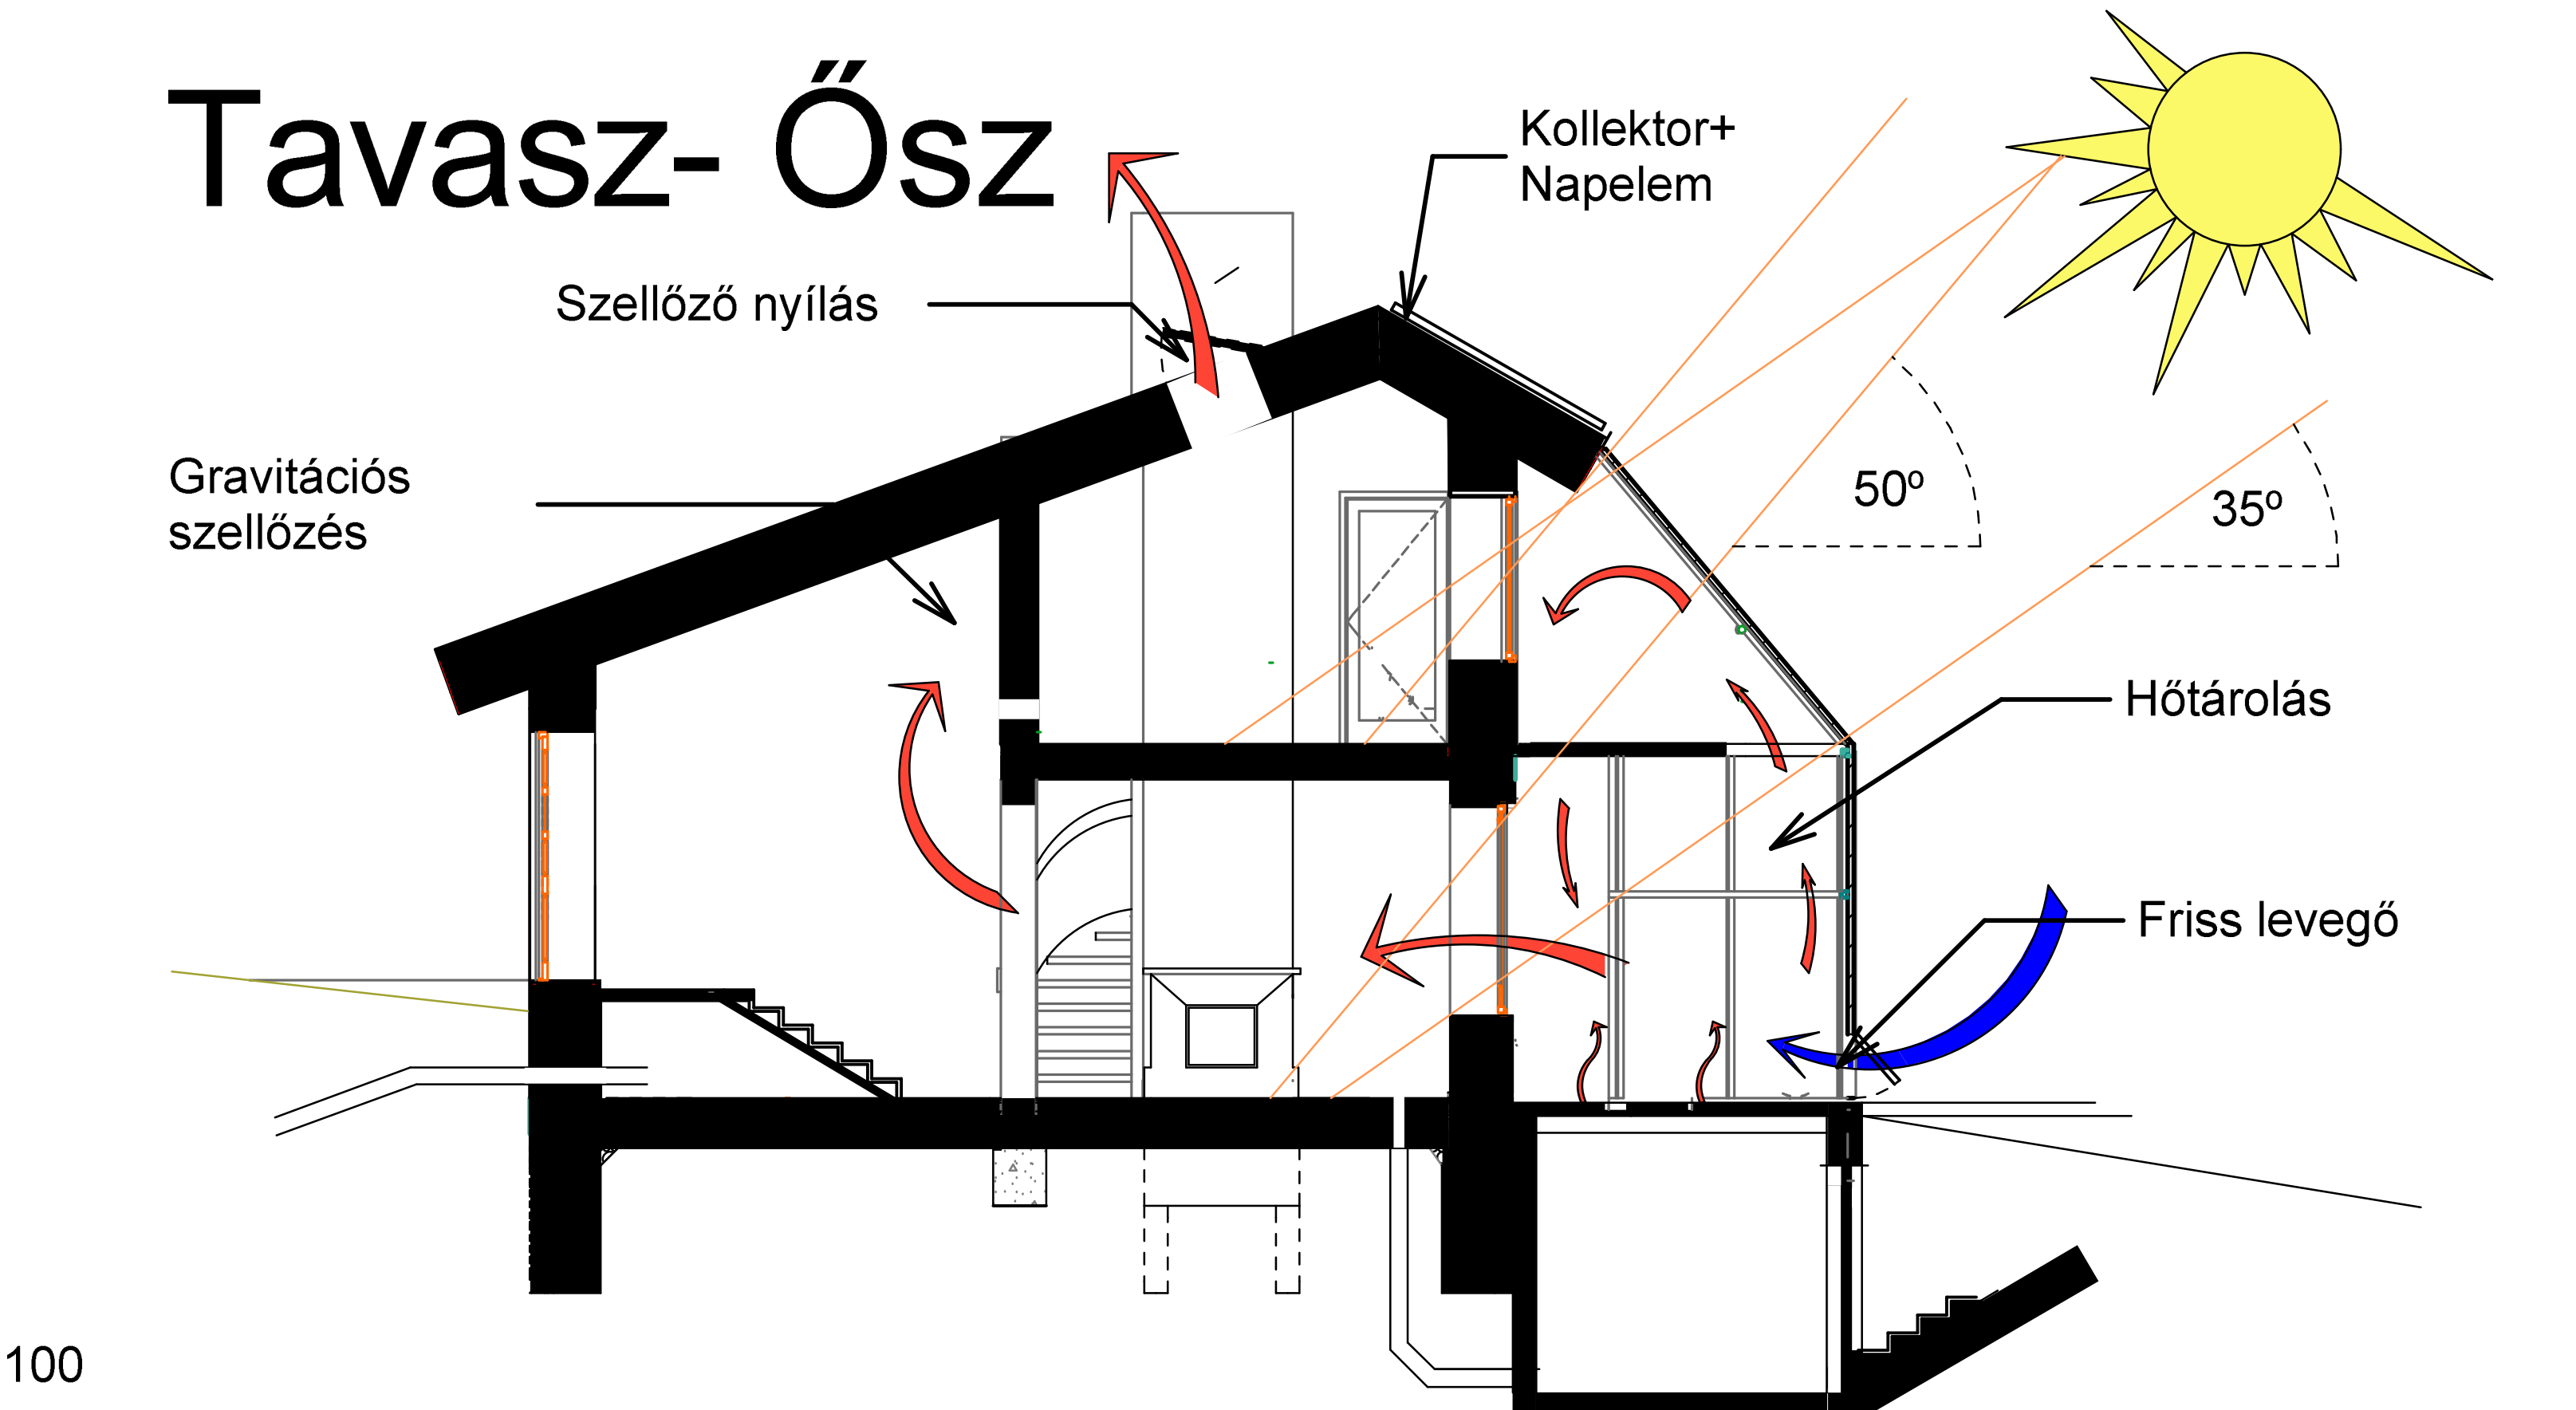 Tavasz- Ősz
Kollektor+
Napelem
Szellőző nyílás
Gravitációs
szellőzés
50º
35º
Hőtárolás
Friss levegő
100